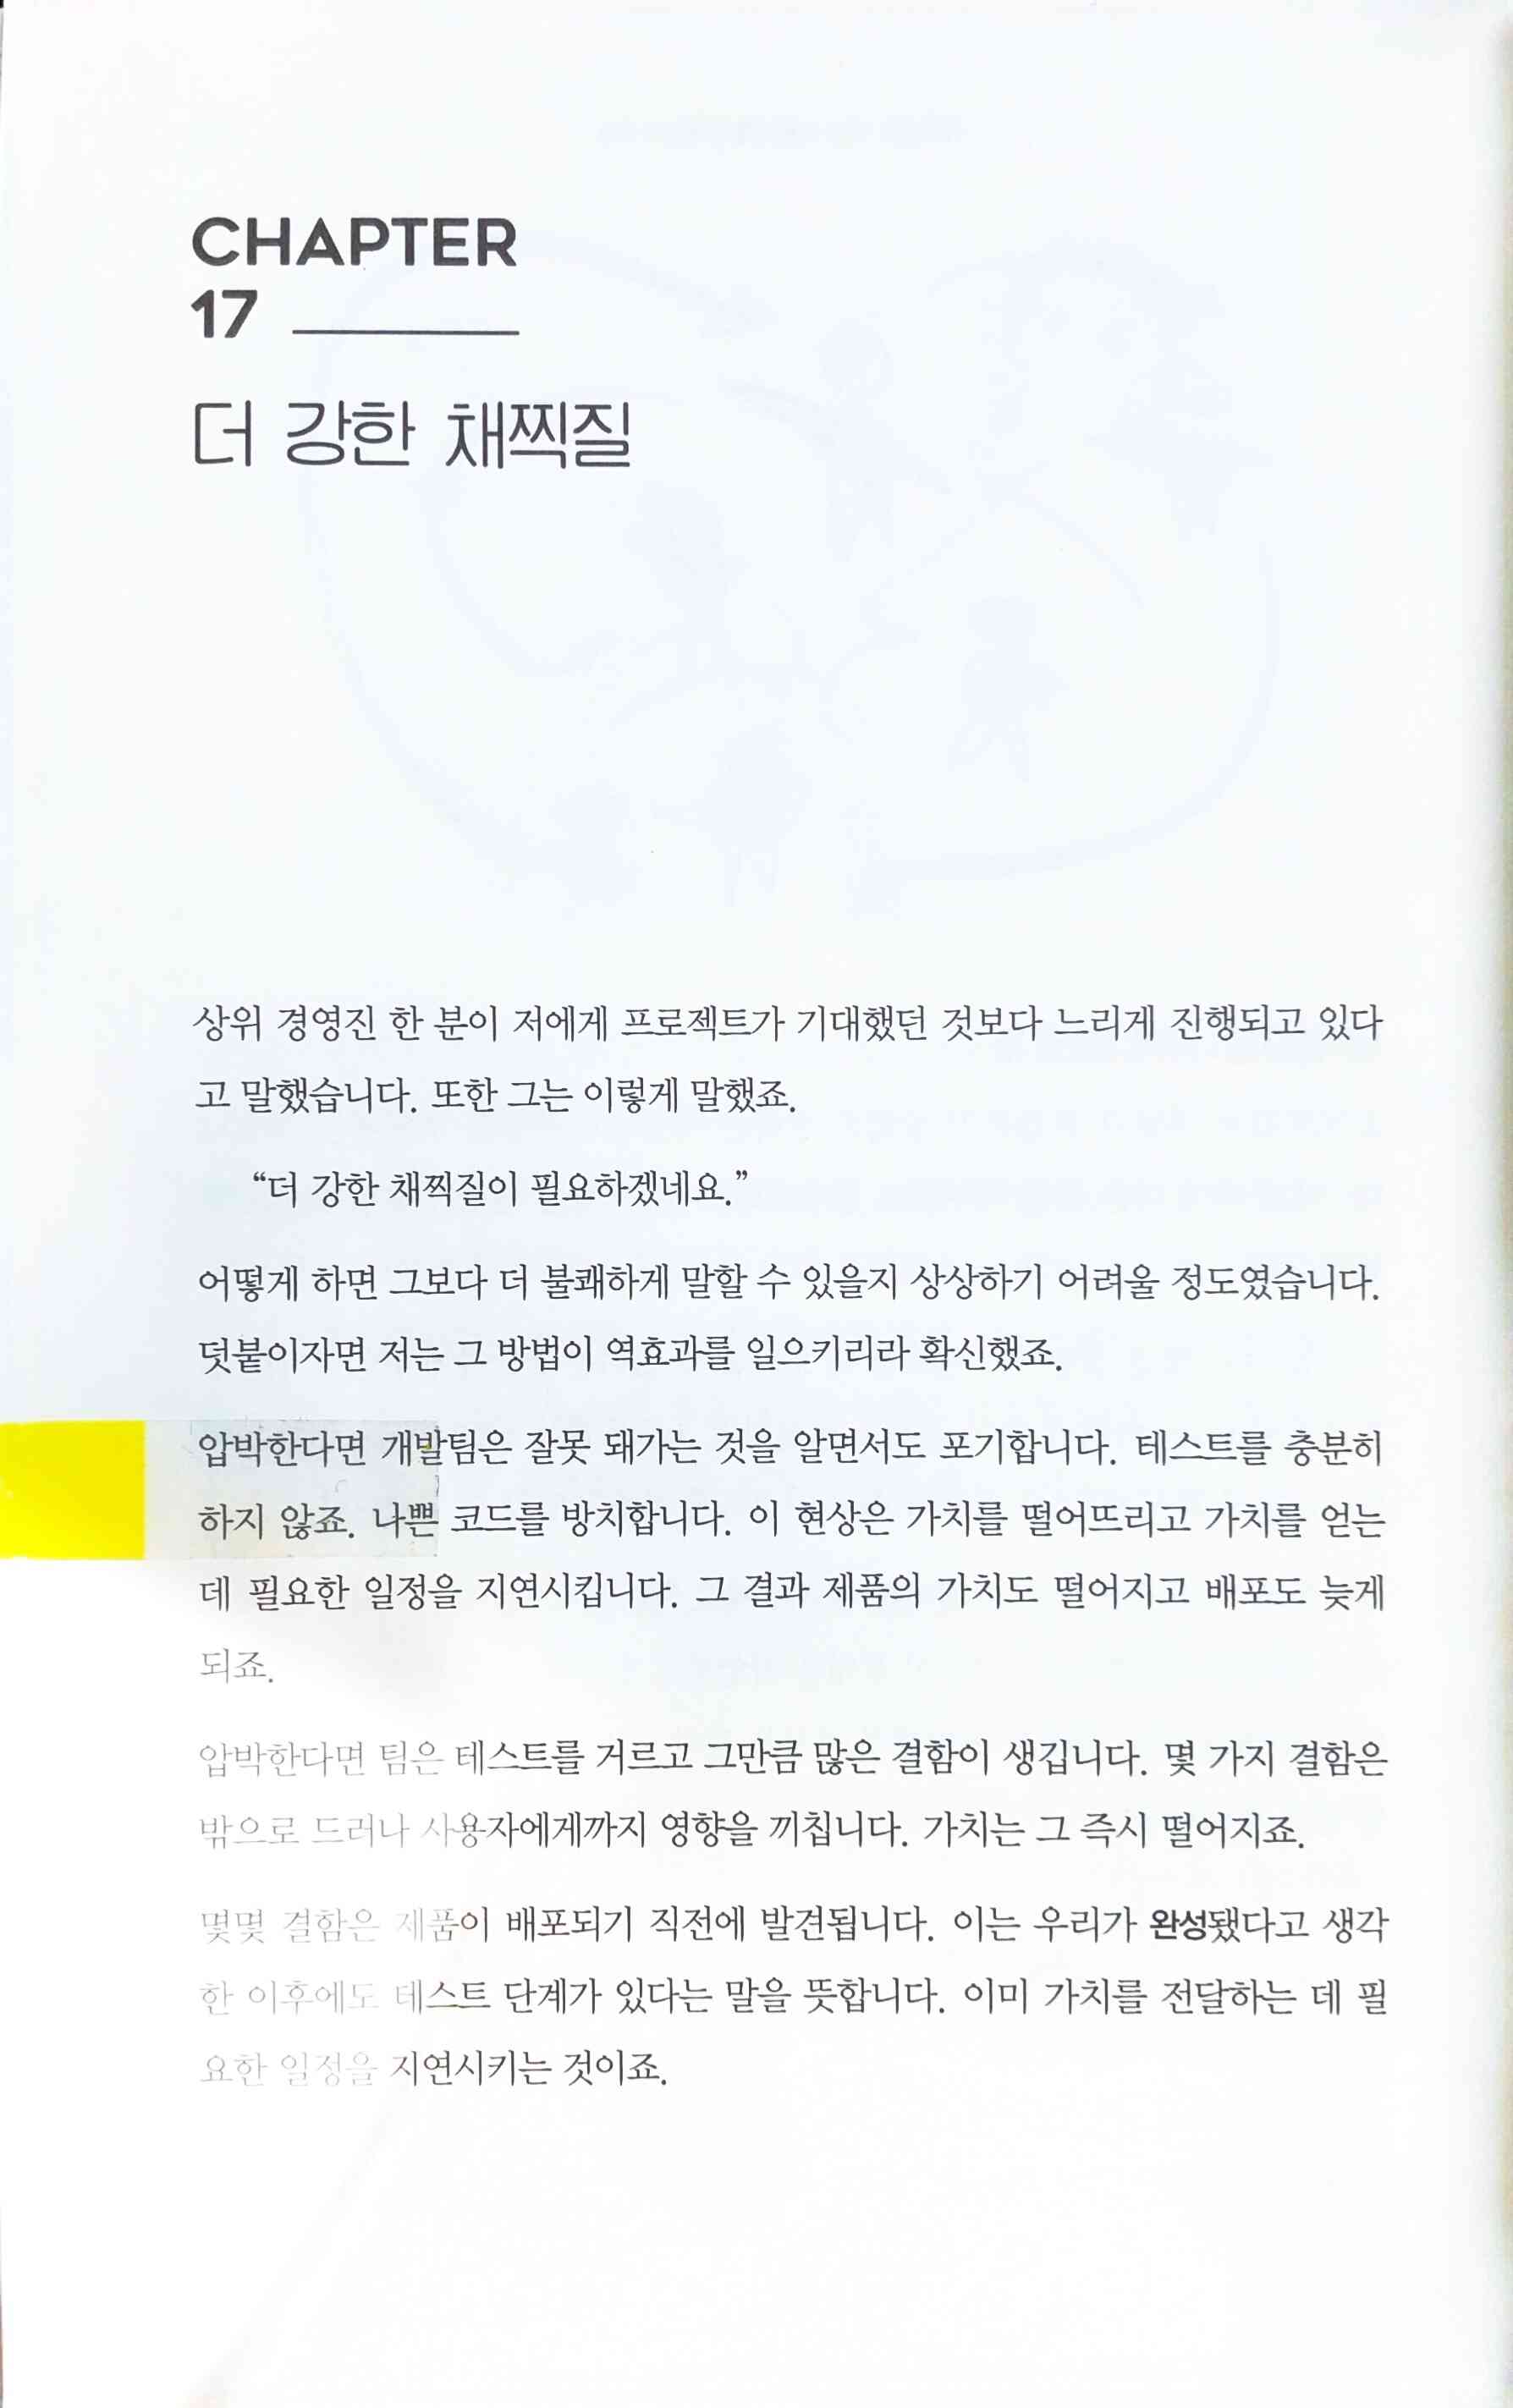 CHAPTER
17
더 강한 채찍질
상위 경영진 한 분이 저에게 프로젝트가 기대했던 것보다 느리게 진행되고 있다
고 말했습니다. 또한 그는 이렇게 말했죠.
“더 강한 채찍질이 필요하겠네요.”
어떻게 하면 그보다 더 불쾌하게 말할 수 있을지 상상하기 어려울 정도였습니다.
덧붙이자면 저는 그 방법이 역효과를 일으키리라 확신했죠.
압박한다면 개발팀은 잘못 돼가는 것을 알면서도 포기합니다. 테스트를 충분히
하지 않죠. 나쁜 코드를 방치합니다. 이 현상은 가치를 떨어뜨리고 가치를 얻는
데 필요한 일정을 지연시킵니다. 그 결과 제품의 가치도 떨어지고 배포도 늦게
되죠.
압박한다면 팀은 테스트를 거르고 그만큼 많은 결함이 생깁니다. 몇 가지 결함은
밖으로 드러나 사용자에게까지 영향을 끼칩니다. 가치는 그 즉시 떨어지죠.
몇몇 결함은 제품이 배포되기 직전에 발견됩니다. 이는 우리가 완성됐다고 생각
한 이후에도 테스트 단계가 있다는 말을 뜻합니다. 이미 가치를 전달하는 데 필
요한 일정을 지연시키는 것이죠.